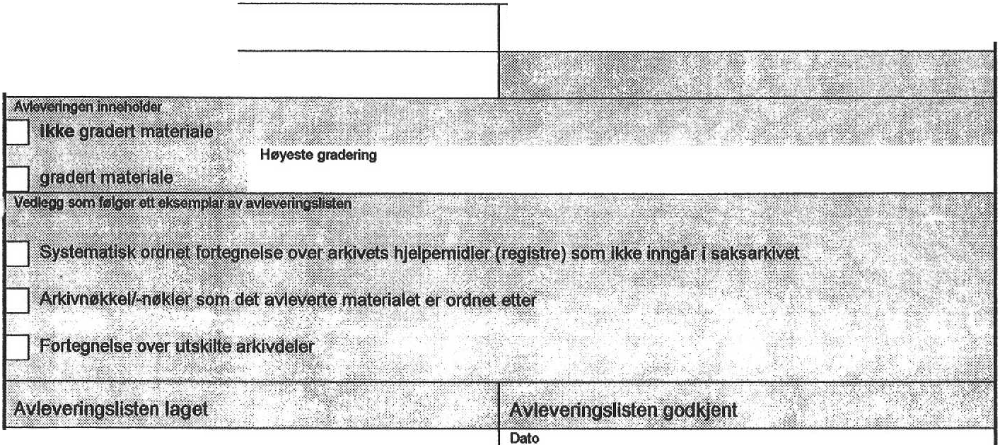 Avleveringen inneholder
ikke gradert materiale
Høyeste gradering
gradert materiale
Vedlegg som følger ett eksemplar av avleveringslisten
Systematisk ordnet fortegnelse over arkivets hjelpemidler (registre) som ikke inngår i saksarkivet
Arkivnøkkel/-nøkler som det avleverte materialet er ordnet etter
Fortegnelse over utskilte arkivdeler
Avleveringslisten laget
Avleveringslisten godkjent
Dato